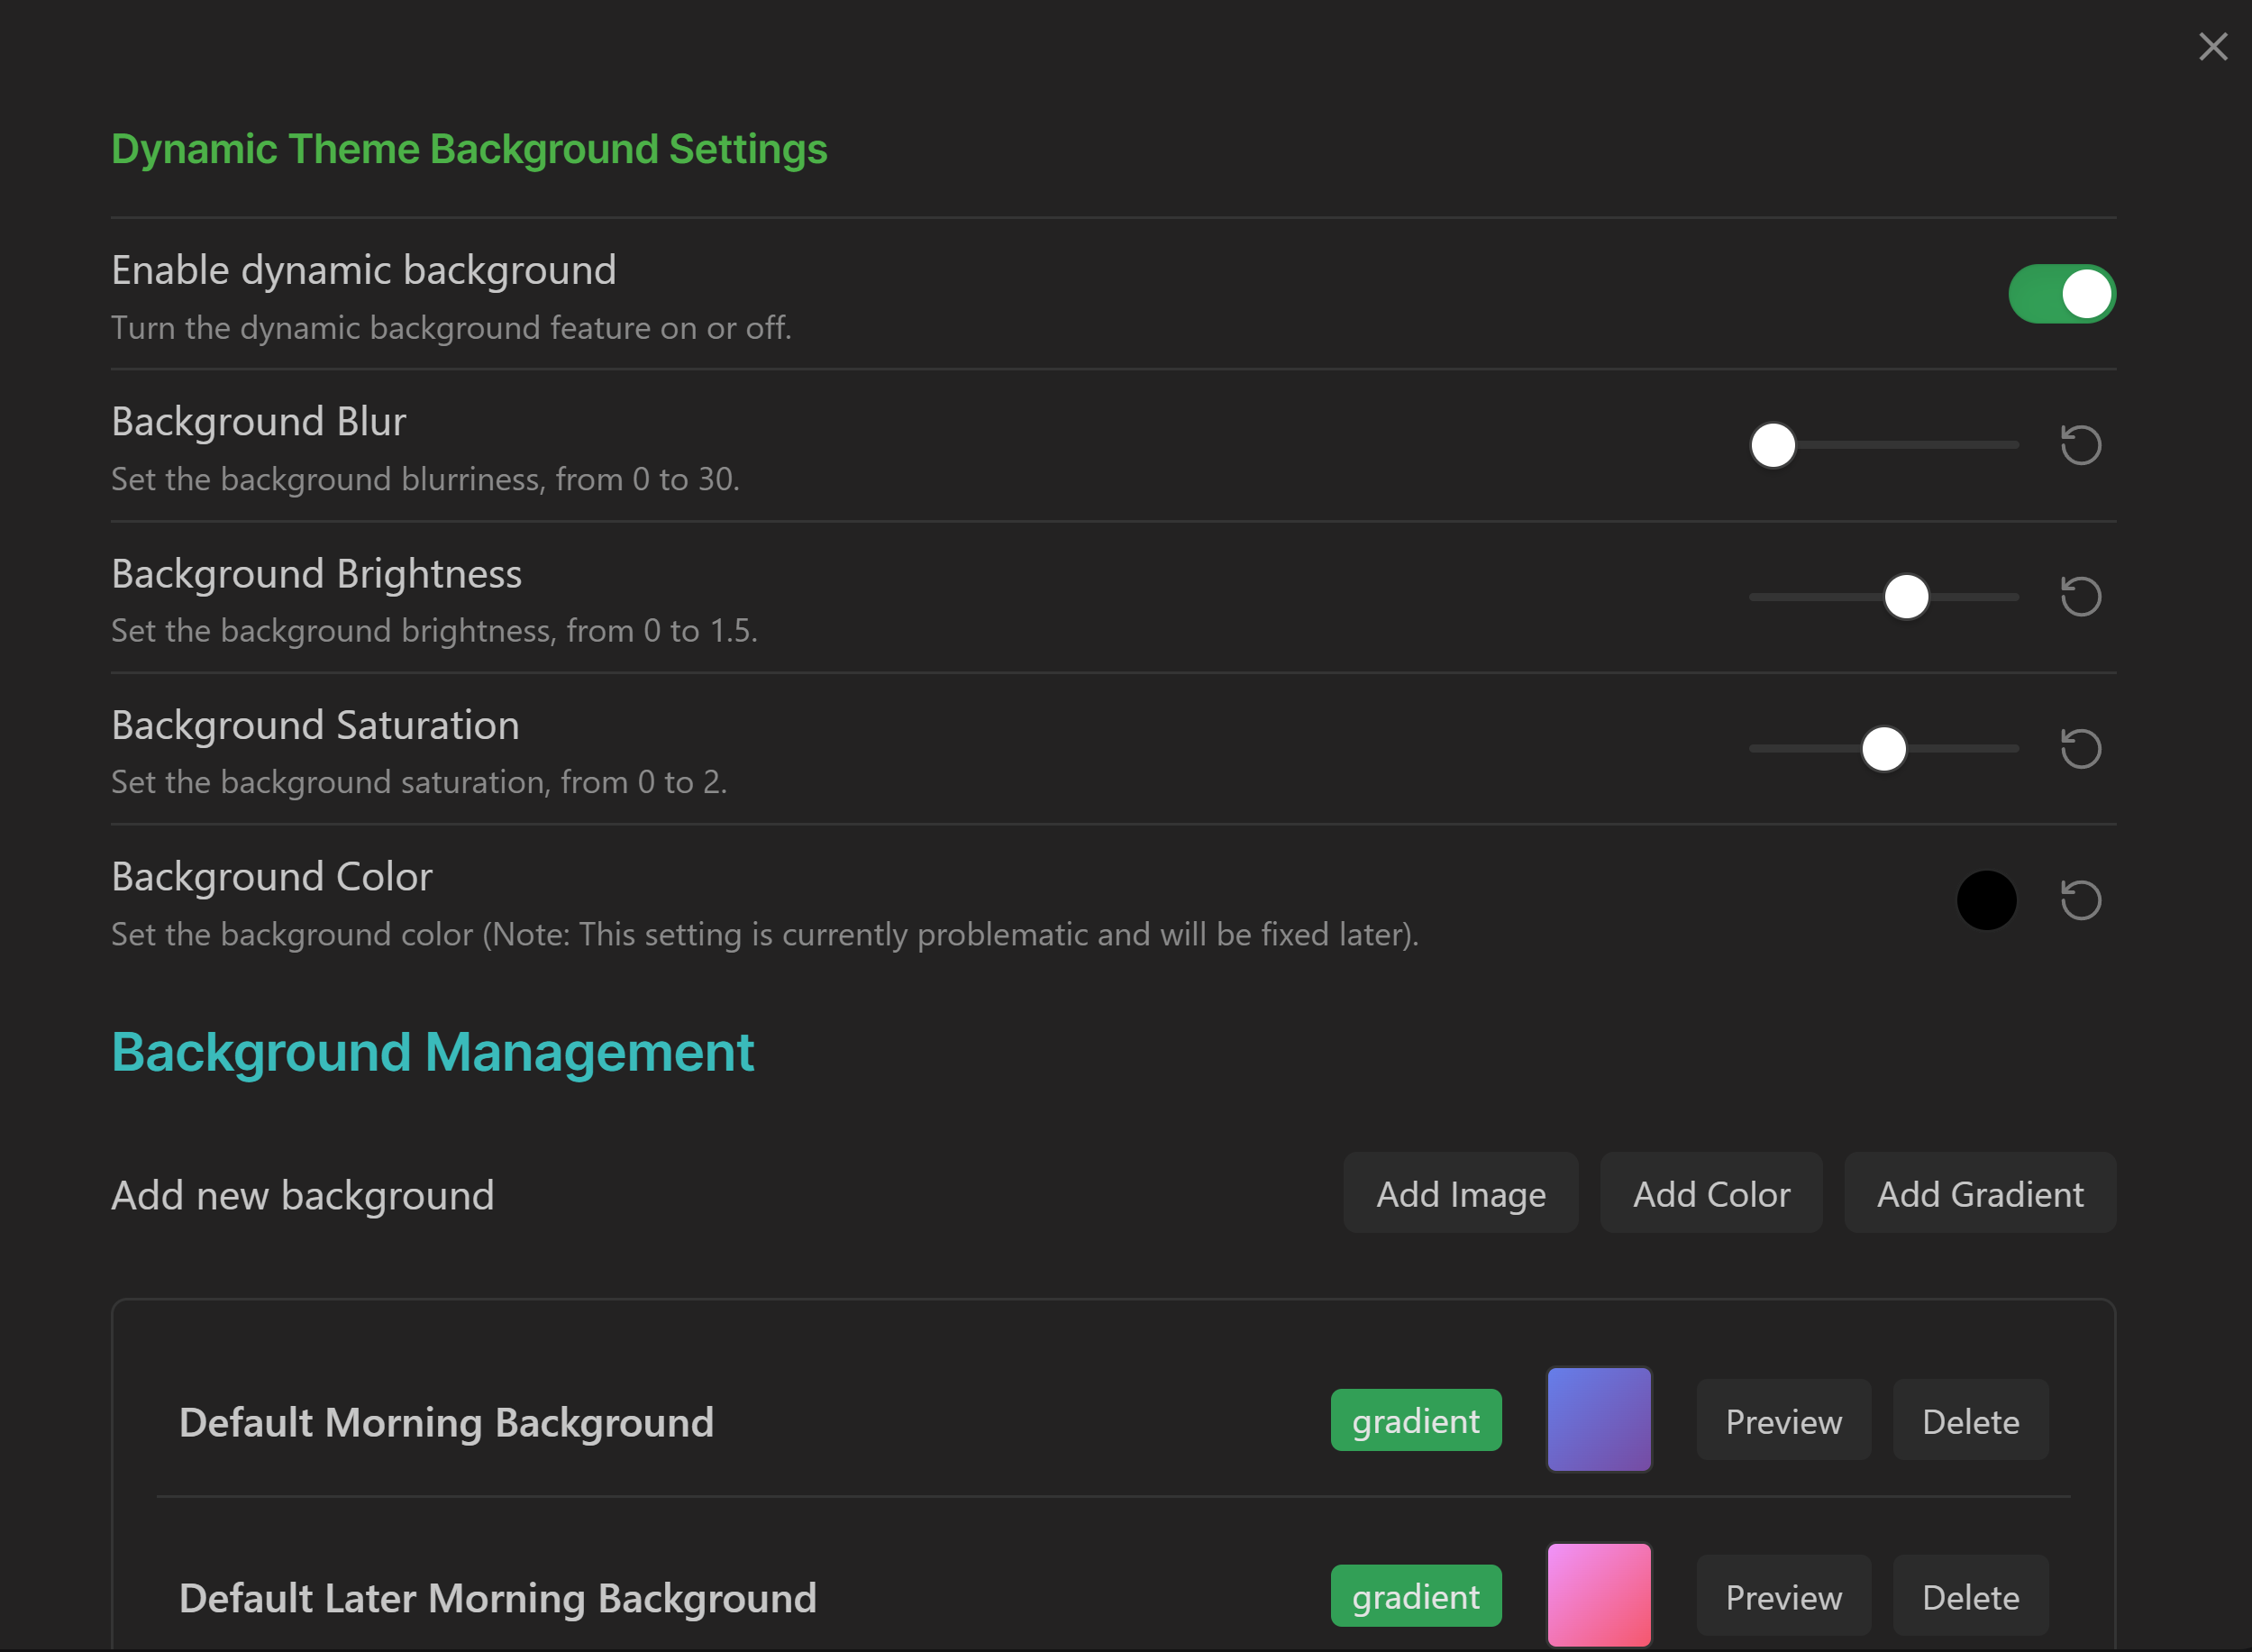 Dynamic Theme Background Settings
Enable dynamic background
Turn the dynamic background feature on or off.
Background Blur
Set the background blurriness, from 0 to 30.
Background Brightness
Set the background brightness, from 0 to 1.5.
Background Saturation
Set the background saturation, from 0 to 2.
Background Color
Set the background color (Note: This setting is currently problematic and will be fixed later).
Background Management
Add new background Add Image Add Color Add Gradient
Default Morning Background gradient Preview Delete
Default Later Morning Background gradient Preview Delete